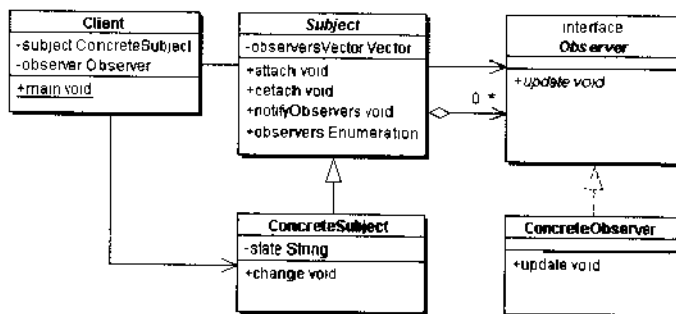 Client
-subject ConcreteSubject
-observer Observer
+main void
Subject
-observersVector Vector
+attach void
+cetach void
+notifyObservers void
+observers Enumeration
interface
Observer
+update void
0 *
ConcreteSubject
-state String
+change void
ConcreteObserver
+update void